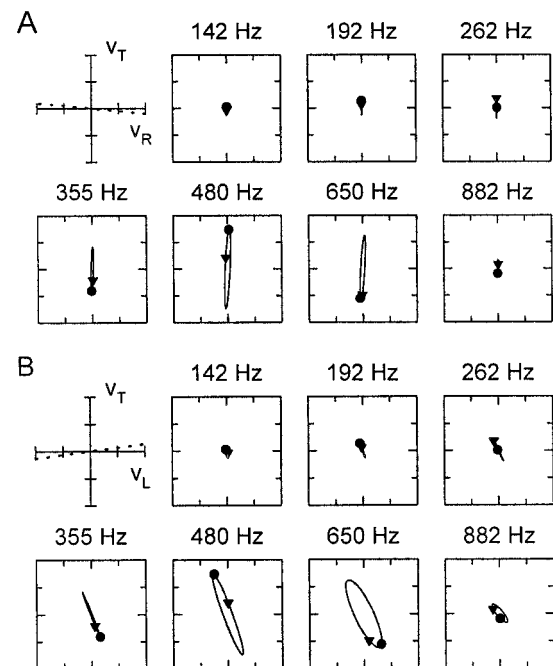 A
142 Hz 192 Hz 262 Hz
V_T
V_R
355 Hz 480 Hz 650 Hz 882 Hz
B
142 Hz 192 Hz 262 Hz
V_T
V_L
355 Hz 480 Hz 650 Hz 882 Hz